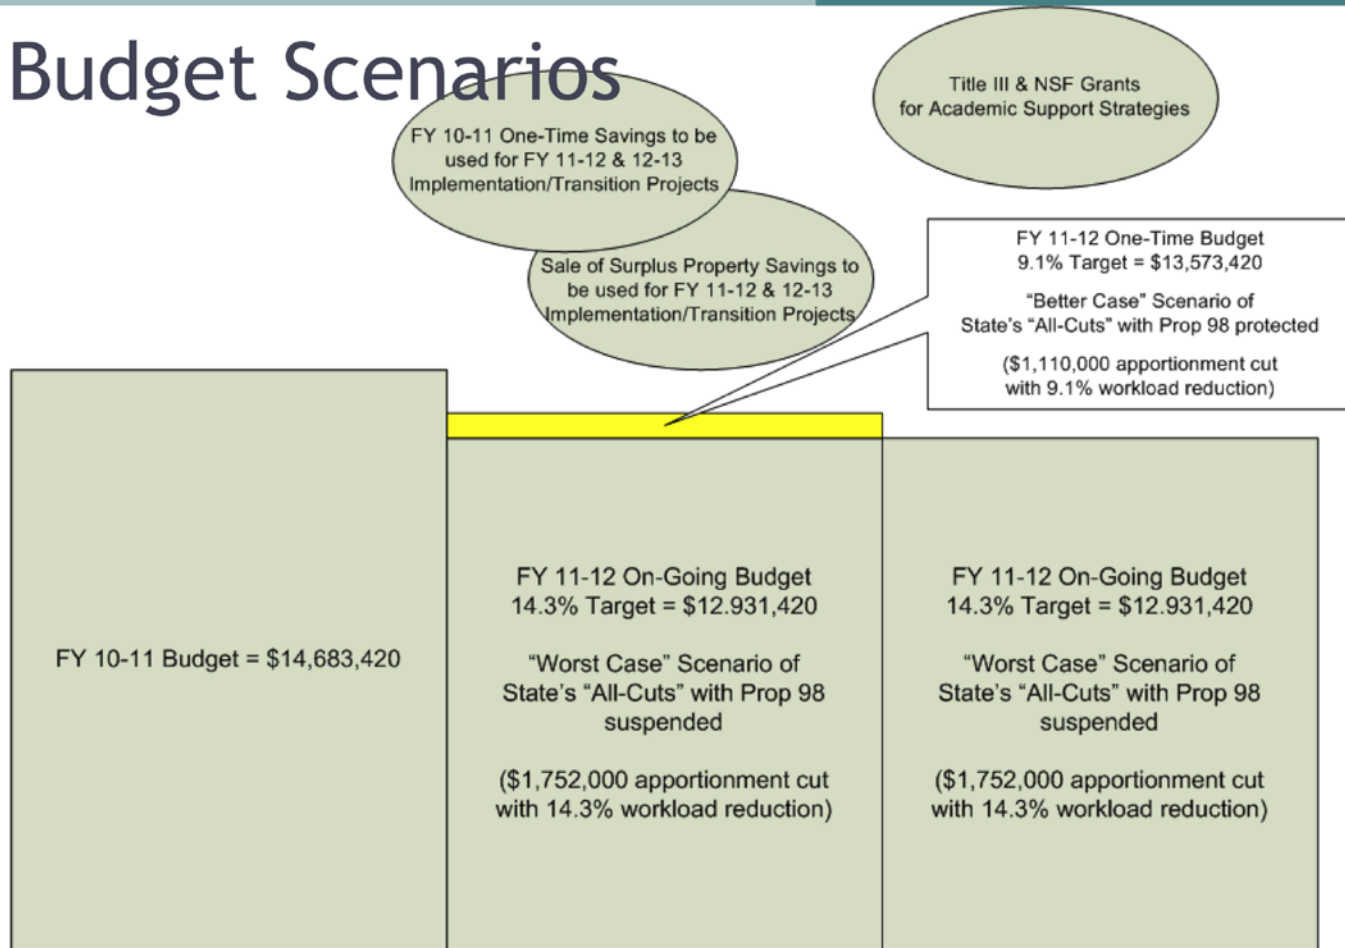 Budget Scenarios
Title III & NSF Grants
for Academic Support Strategies
FY 10-11 One-Time Savings to be
used for FY 11-12 & 12-13
Implementation/Transition Projects
Sale of Surplus Property Savings to
be used for FY 11-12 & 12-13
Implementation/Transition Projects
FY 11-12 One-Time Budget
9.1% Target = $13,573,420
“Better Case” Scenario of
State’s “All-Cuts” with Prop 98 protected
($1,110,000 apportionment cut
with 9.1% workload reduction)
FY 10-11 Budget = $14,683,420
FY 11-12 On-Going Budget
14.3% Target = $12.931,420
“Worst Case” Scenario of
State’s “All-Cuts” with Prop 98
suspended
($1,752,000 apportionment cut
with 14.3% workload reduction)
FY 11-12 On-Going Budget
14.3% Target = $12.931,420
“Worst Case” Scenario of
State’s “All-Cuts” with Prop 98
suspended
($1,752,000 apportionment cut
with 14.3% workload reduction)